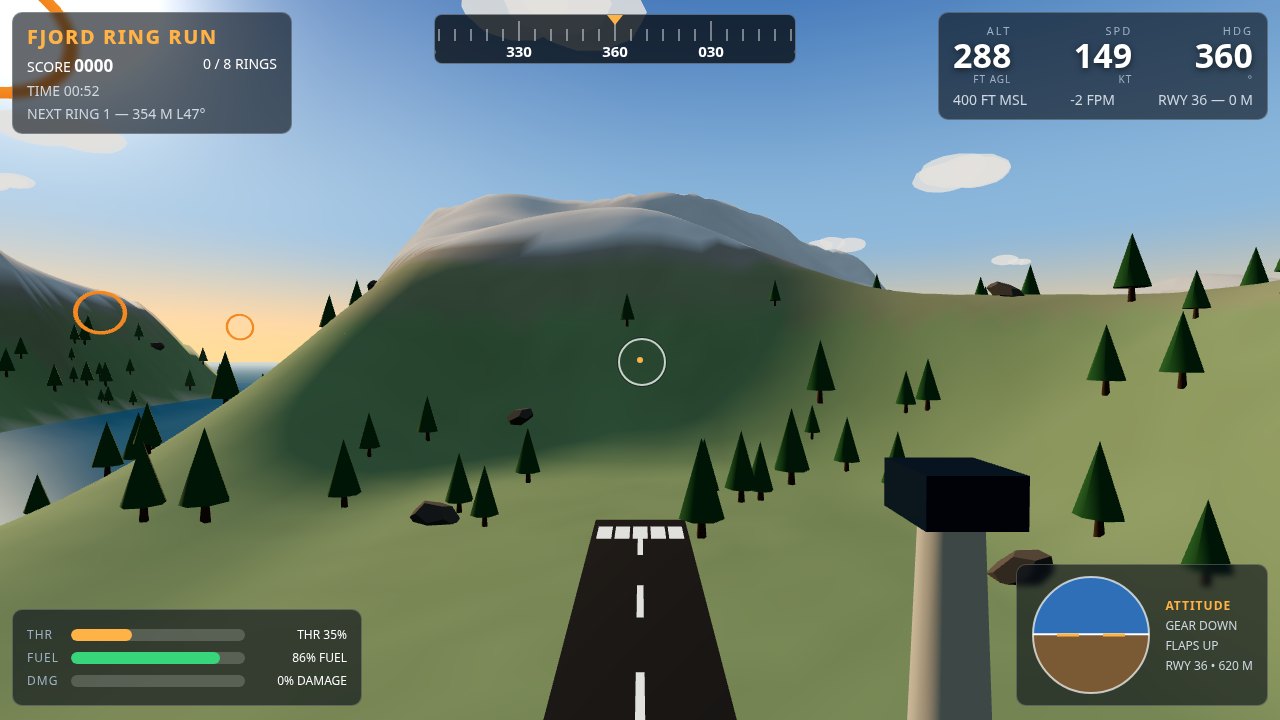 FJORD RING RUN
SCORE 0000 0 / 8 RINGS
TIME 00:52
NEXT RING 1 — 354 M L47°
330 360 030
ALT SPD HDG
288 149 360
FT AGL KT °
400 FT MSL -2 FPM RWY 36 — 0 M
THR THR 35%
FUEL 86% FUEL
DMG 0% DAMAGE
ATTITUDE
GEAR DOWN
FLAPS UP
RWY 36 • 620 M